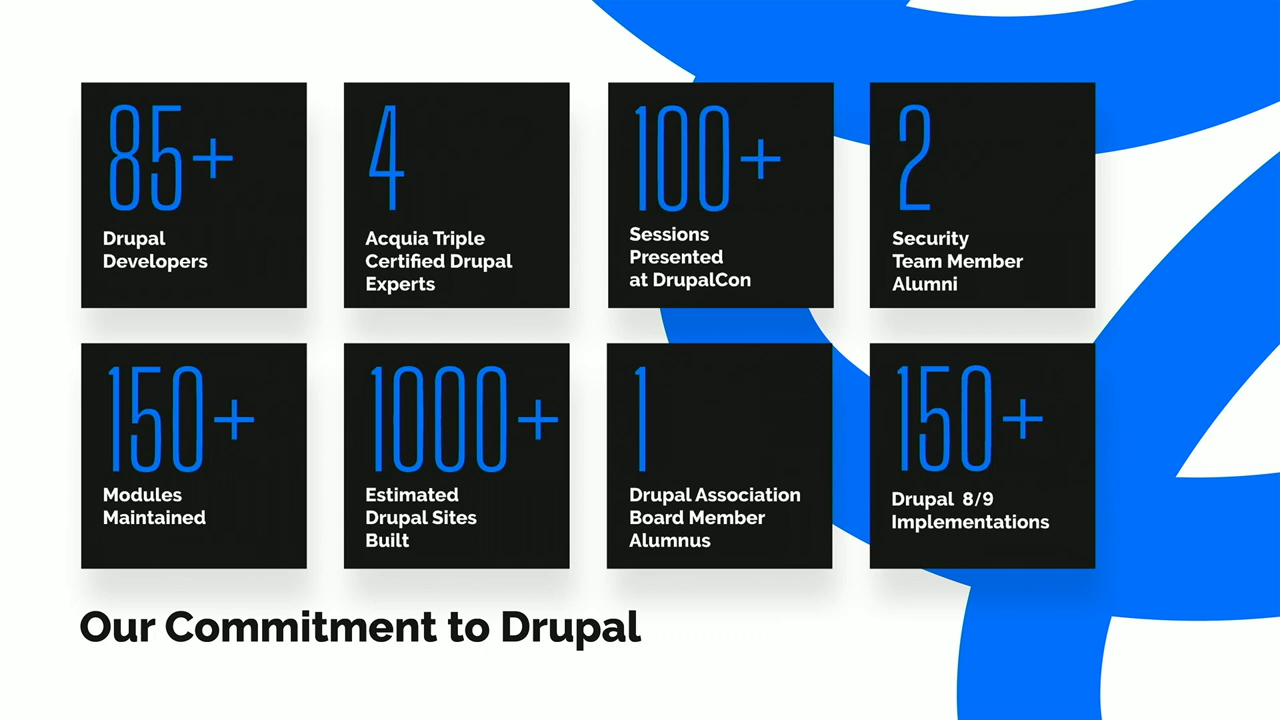 85+
Drupal
Developers
4
Acquia Triple
Certified Drupal
Experts
100+
Sessions
Presented
at DrupalCon
2
Security
Team Member
Alumni
150+
Modules
Maintained
1000+
Estimated
Drupal Sites
Built
1
Drupal Association
Board Member
Alumnus
150+
Drupal 8/9
Implementations
Our Commitment to Drupal